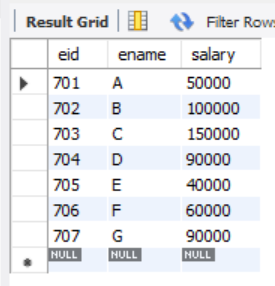 Result Grid Filter Rows
eid ename salary
701 A 50000
702 B 100000
703 C 150000
704 D 90000
705 E 40000
706 F 60000
707 G 90000
NULL NULL NULL